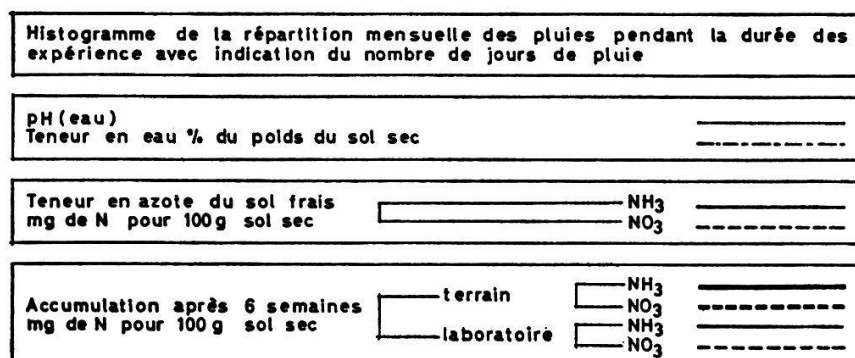 Histogramme de la répartition mensuelle des pluies pendant la durée des
expérience avec indication du nombre de jours de pluie
pH (eau)
Teneur en eau % du poids du sol sec
Teneur en azote du sol frais
mg de N pour 100 g sol sec
NH3
NO3
Accumulation après 6 semaines
mg de N pour 100 g sol sec
terrain
NH3
NO3
laboratoire
NH3
NO3